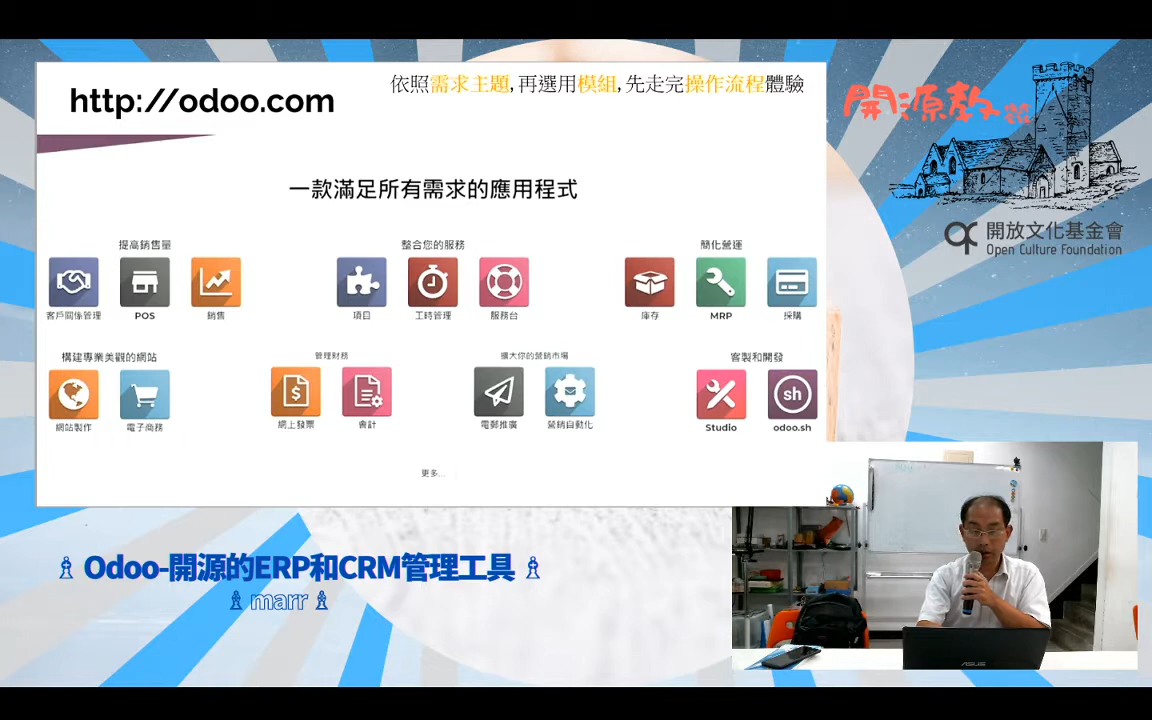 http://odoo.com
依照需求主題,再選用模組,先走完操作流程體驗
一款滿足所有需求的應用程式
提高銷售量
客戶關係管理
POS
銷售
整合您的服務
項目
工時管理
服務台
簡化營運
庫存
MRP
採購
構建專業美觀的網站
網站製作
電子商務
管理財務
網上發票
會計
擴大你的營銷市場
電郵推廣
營銷自動化
客製和開發
Studio
sh
odoo.sh
更多...
開源教
開放文化基金會
Open Culture Foundation
Odoo-開源的ERP和CRM管理工具
marr
ASUS